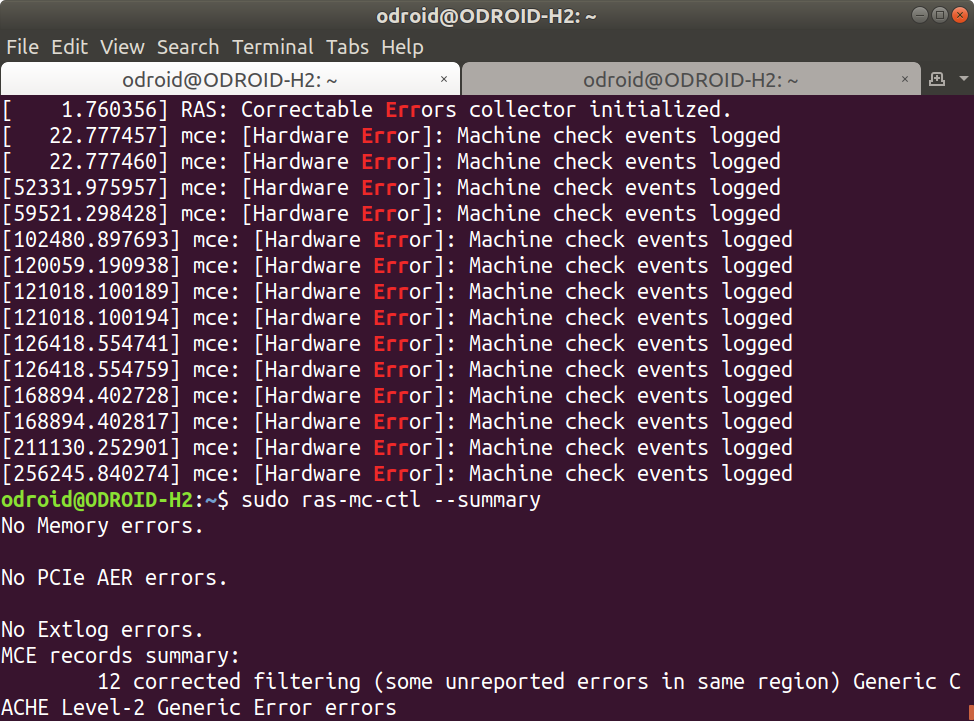 odroid@ODROID-H2: ~
File Edit View Search Terminal Tabs Help
odroid@ODROID-H2: ~ × odroid@ODROID-H2: ~ ×
[    1.760356] RAS: Correctable Errors collector initialized.
[   22.777457] mce: [Hardware Error]: Machine check events logged
[   22.777460] mce: [Hardware Error]: Machine check events logged
[52331.975957] mce: [Hardware Error]: Machine check events logged
[59521.298428] mce: [Hardware Error]: Machine check events logged
[102480.897693] mce: [Hardware Error]: Machine check events logged
[120059.190938] mce: [Hardware Error]: Machine check events logged
[121018.100189] mce: [Hardware Error]: Machine check events logged
[121018.100194] mce: [Hardware Error]: Machine check events logged
[126418.554741] mce: [Hardware Error]: Machine check events logged
[126418.554759] mce: [Hardware Error]: Machine check events logged
[168894.402728] mce: [Hardware Error]: Machine check events logged
[168894.402817] mce: [Hardware Error]: Machine check events logged
[211130.252901] mce: [Hardware Error]: Machine check events logged
[256245.840274] mce: [Hardware Error]: Machine check events logged
odroid@ODROID-H2:~$ sudo ras-mc-ctl --summary
No Memory errors.

No PCIe AER errors.

No Extlog errors.
MCE records summary:
        12 corrected filtering (some unreported errors in same region) Generic C
ACHE Level-2 Generic Error errors